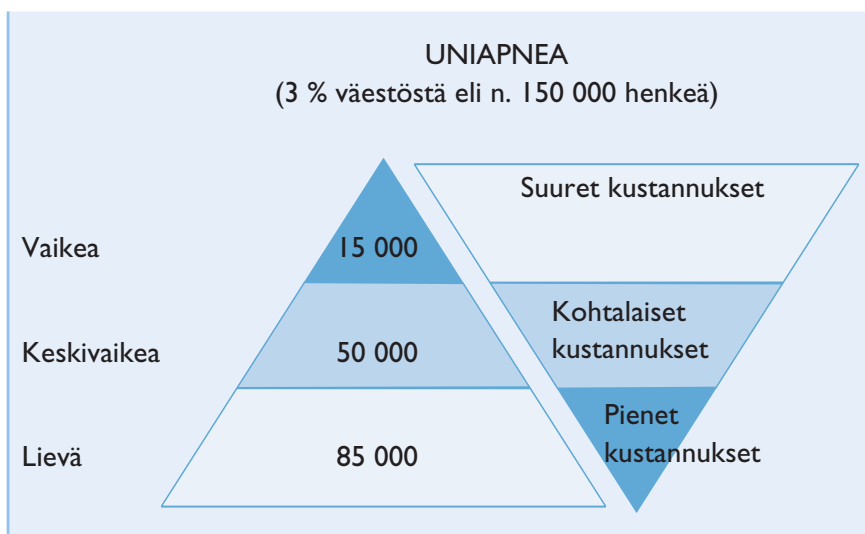 UNIAPNEA
(3 % väestöstä eli n. 150 000 henkeä)
Suuret kustannukset
Vaikea
15 000
Kohtalaiset
kustannukset
Keskivaikea
50 000
Pienet
kustannukset
Lievä
85 000